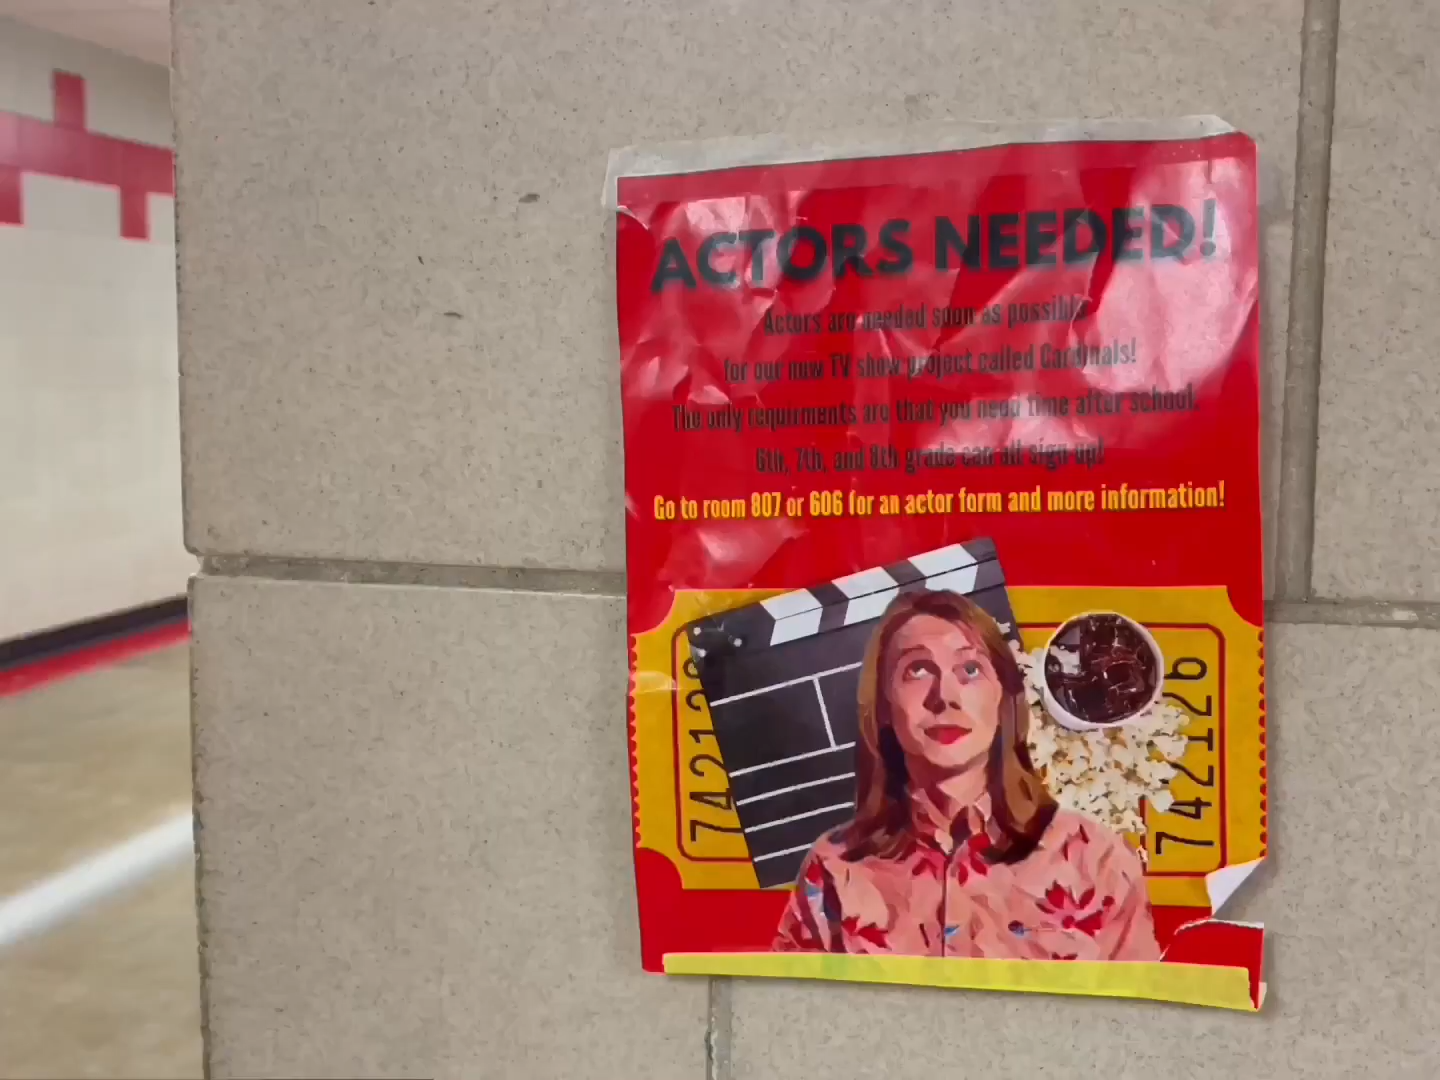 ACTORS NEEDED!
Actors are needed soon as possible
for our new TV show project called Cardinals!
The only requirments are that you need time after school.
6th, 7th, and 8th grade can all sign up!
Go to room 807 or 606 for an actor form and more information!
742126